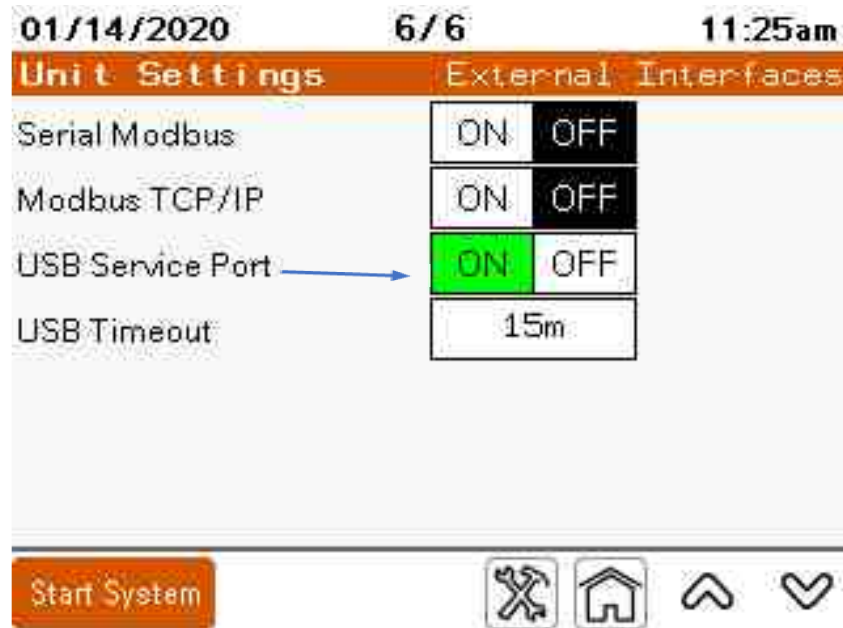 01/14/2020 6/6 11:25am
Unit Settings External Interfaces
Serial Modbus ON OFF
Modbus TCP/IP ON OFF
USB Service Port ON OFF
USB Timeout 15m
Start System